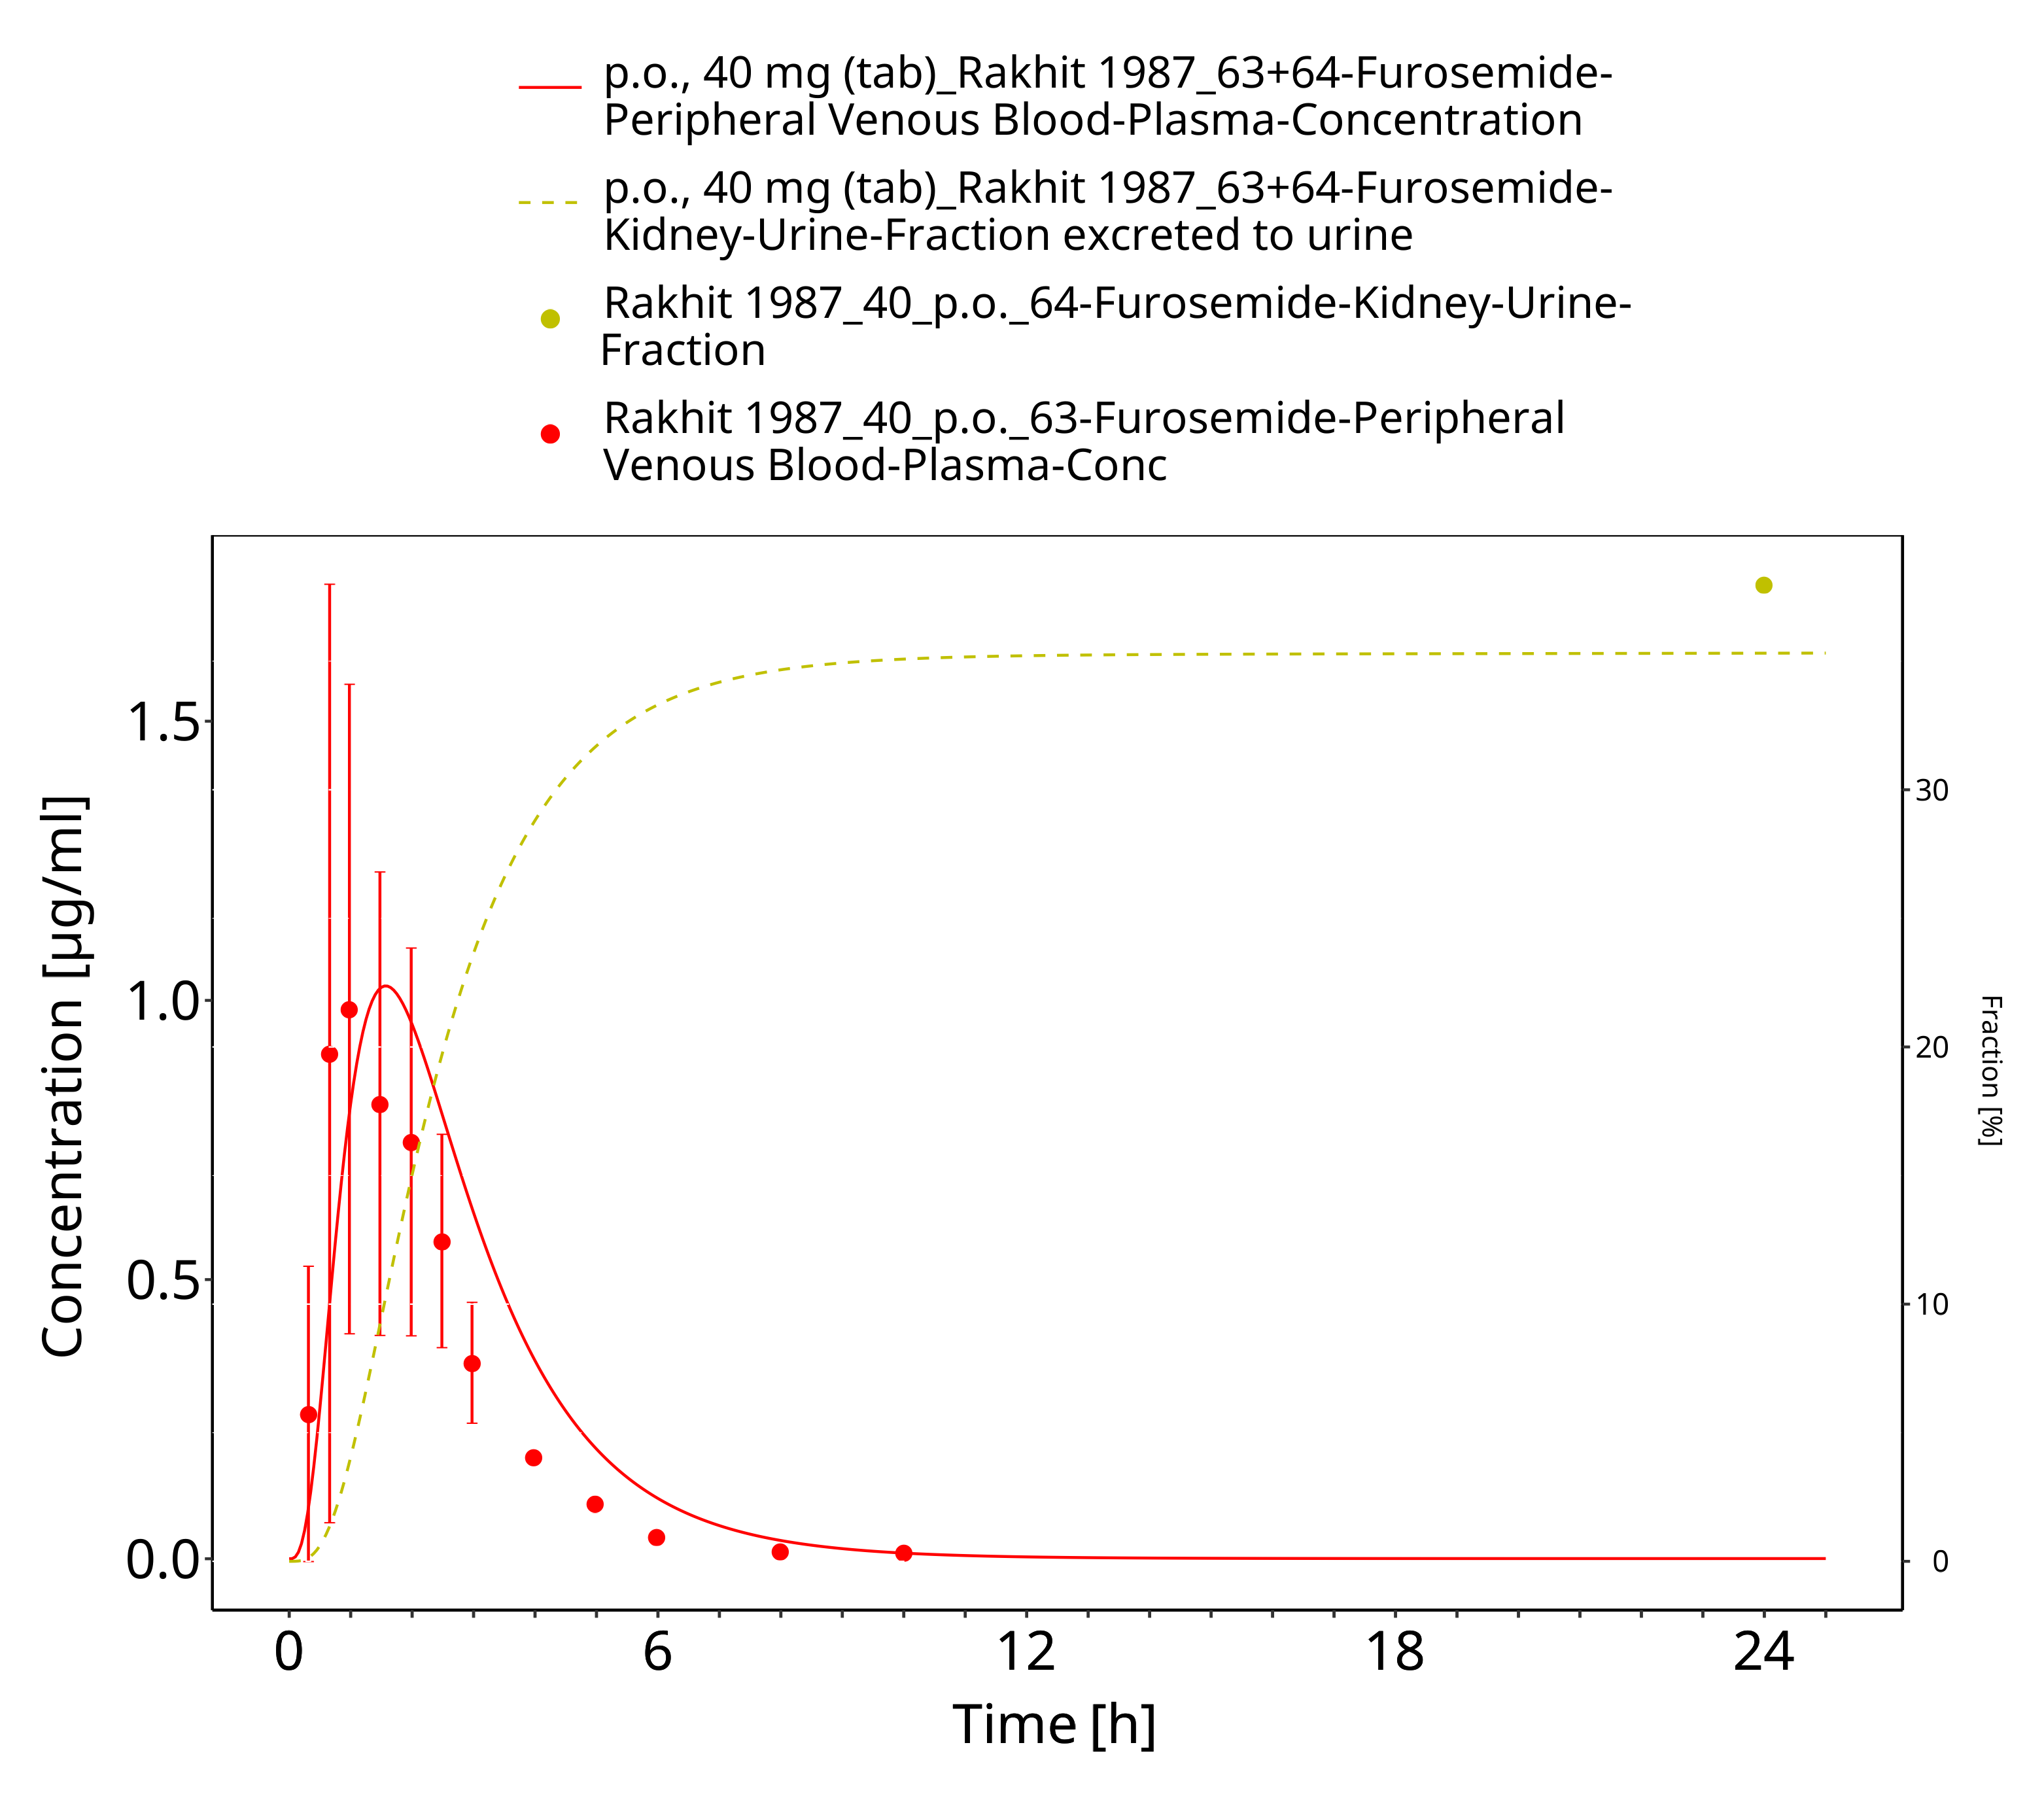 p.o., 40 mg (tab)_Rakhit 1987_63+64-Furosemide-
Peripheral Venous Blood-Plasma-Concentration
p.o., 40 mg (tab)_Rakhit 1987_63+64-Furosemide-
Kidney-Urine-Fraction excreted to urine
Rakhit 1987_40_p.o._64-Furosemide-Kidney-Urine-
Fraction
Rakhit 1987_40_p.o._63-Furosemide-Peripheral
Venous Blood-Plasma-Conc
Concentration [µg/ml]
1.5
1.0
0.5
0.0
30
20
10
0
Fraction [%]
0
6
12
18
24
Time [h]